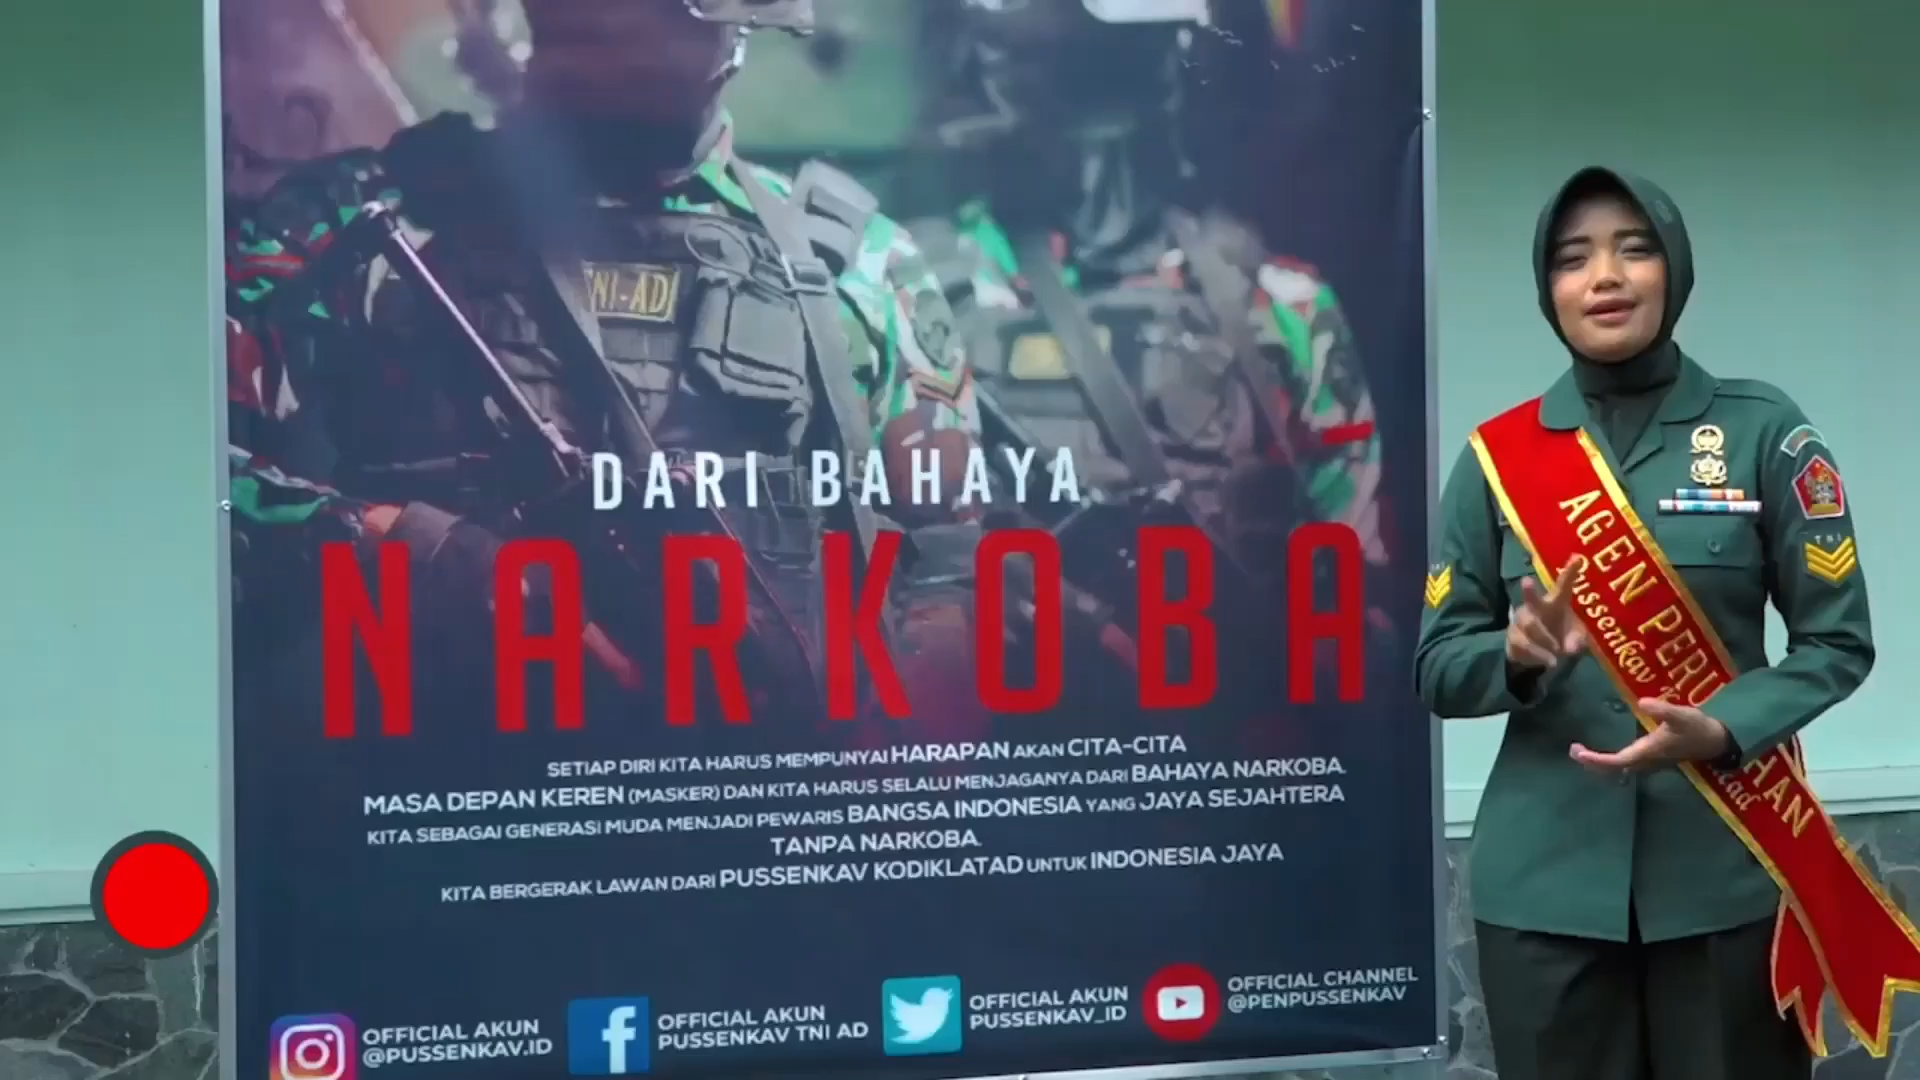 TNI-AD
DARI BAHAYA
NARKOBA
SETIAP DIRI KITA HARUS MEMPUNYAI HARAPAN AKAN CITA-CITA
MASA DEPAN KEREN (MASKER) DAN KITA HARUS SELALU MENJAGANYA DARI BAHAYA NARKOBA.
KITA SEBAGAI GENERASI MUDA MENJADI PEWARIS BANGSA INDONESIA YANG JAYA SEJAHTERA
TANPA NARKOBA.
KITA BERGERAK LAWAN DARI PUSSENKAV KODIKLATAD UNTUK INDONESIA JAYA
OFFICIAL AKUN
@PUSSENKAV.ID
OFFICIAL AKUN
PUSSENKAV TNI AD
OFFICIAL AKUN
PUSSENKAV_ID
OFFICIAL CHANNEL
@PENPUSSENKAV
AGEN PERU
HAN
Pussenkav K
TNI